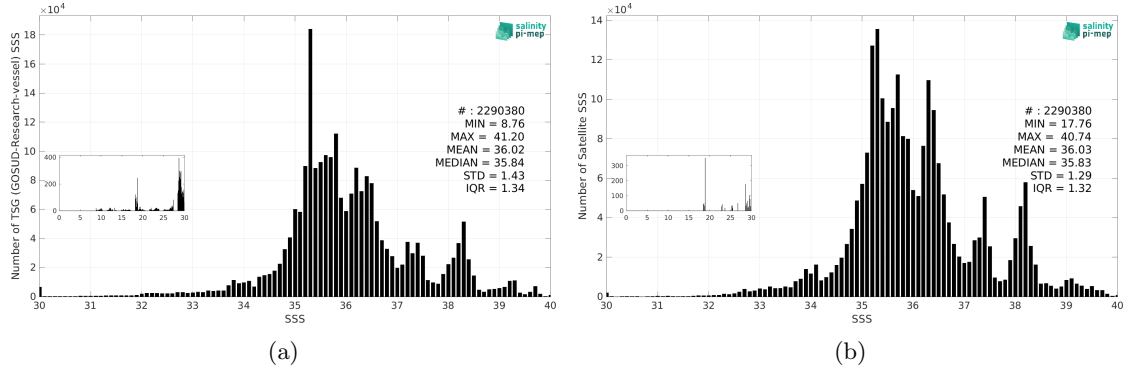 ×10⁴
salinity
pi-mep
18
16
14
12
10
8
6
4
2
0
Number of TSG (GOSUD-Research-vessel) SSS
# : 2290380
MIN = 8.76
MAX = 41.20
MEAN = 36.02
MEDIAN = 35.84
STD = 1.43
IQR = 1.34
400
200
0
0 5 10 15 20 25 30
30 31 32 33 34 35 36 37 38 39 40
SSS
(a)
×10⁴
salinity
pi-mep
14
12
10
8
6
4
2
0
Number of Satellite SSS
# : 2290380
MIN = 17.76
MAX = 40.74
MEAN = 36.03
MEDIAN = 35.83
STD = 1.29
IQR = 1.32
300
200
100
0
0 5 10 15 20 25 30
30 31 32 33 34 35 36 37 38 39 40
SSS
(b)